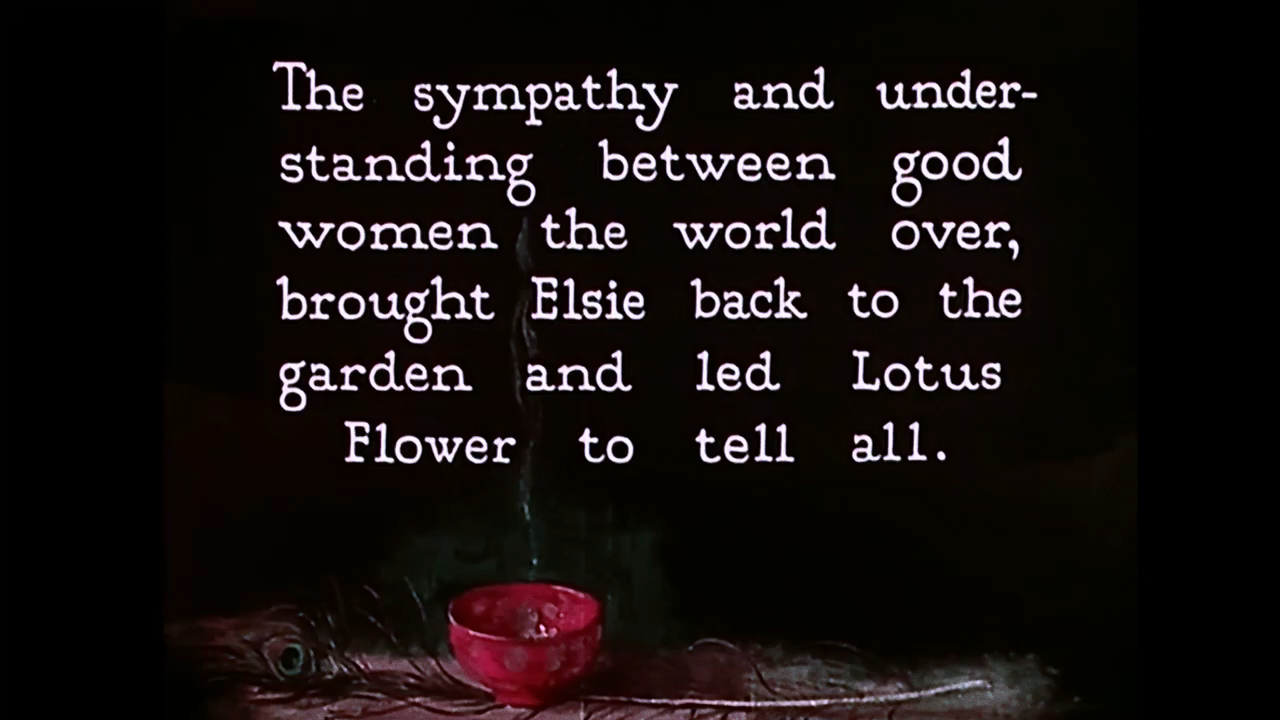 The sympathy and under-
standing between good
women the world over,
brought Elsie back to the
garden and led Lotus
Flower to tell all.